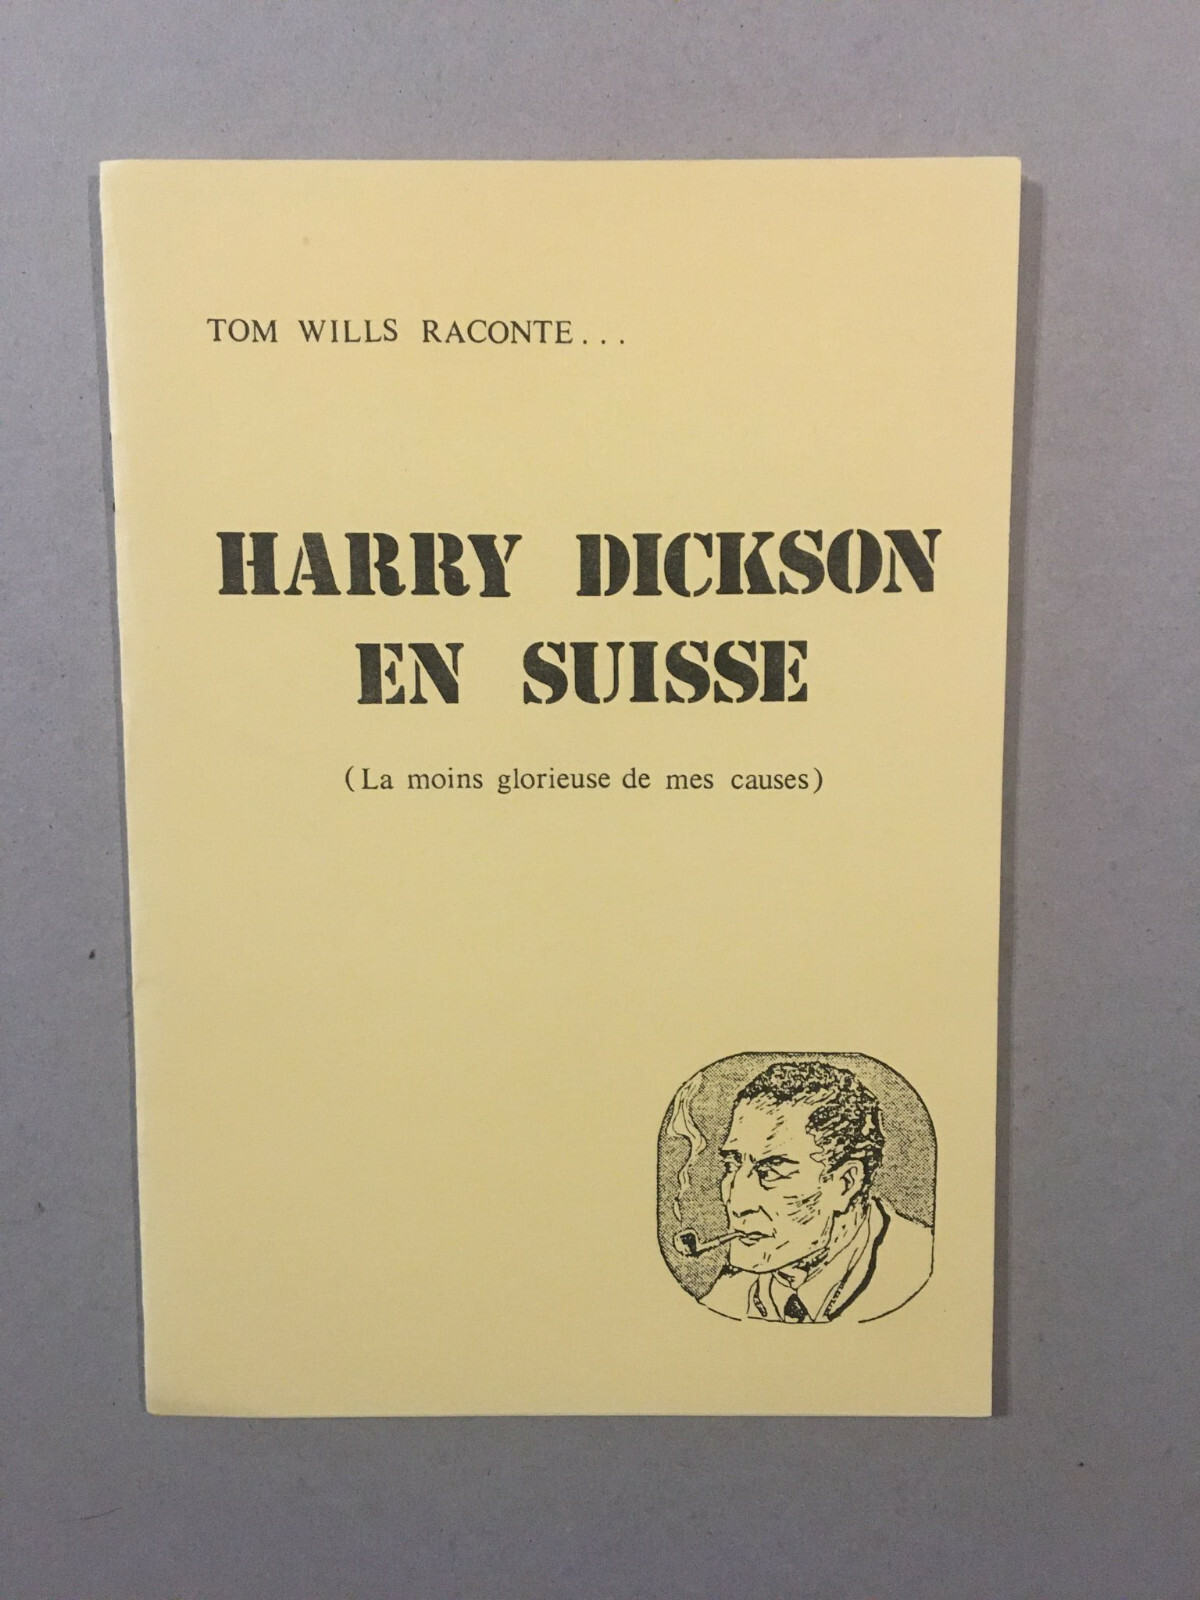 TOM WILLS RACONTE...
HARRY DICKSON
EN SUISSE
(La moins glorieuse de mes causes)